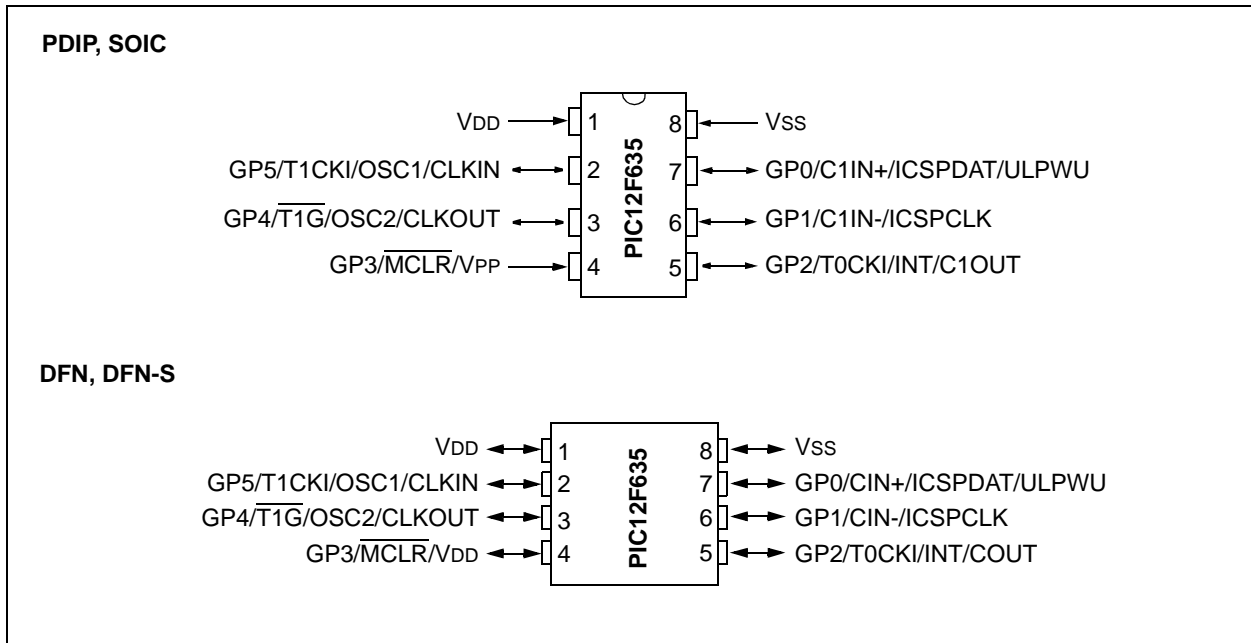 PDIP, SOIC
VDD 1 8 VSS
GP5/T1CKI/OSC1/CLKIN 2 7 GP0/C1IN+/ICSPDAT/ULPWU
GP4/T1G/OSC2/CLKOUT 3 6 GP1/C1IN-/ICSPCLK
GP3/MCLR/VPP 4 5 GP2/T0CKI/INT/C1OUT
PIC12F635
DFN, DFN-S
VDD 1 8 VSS
GP5/T1CKI/OSC1/CLKIN 2 7 GP0/CIN+/ICSPDAT/ULPWU
GP4/T1G/OSC2/CLKOUT 3 6 GP1/CIN-/ICSPCLK
GP3/MCLR/VDD 4 5 GP2/T0CKI/INT/COUT
PIC12F635